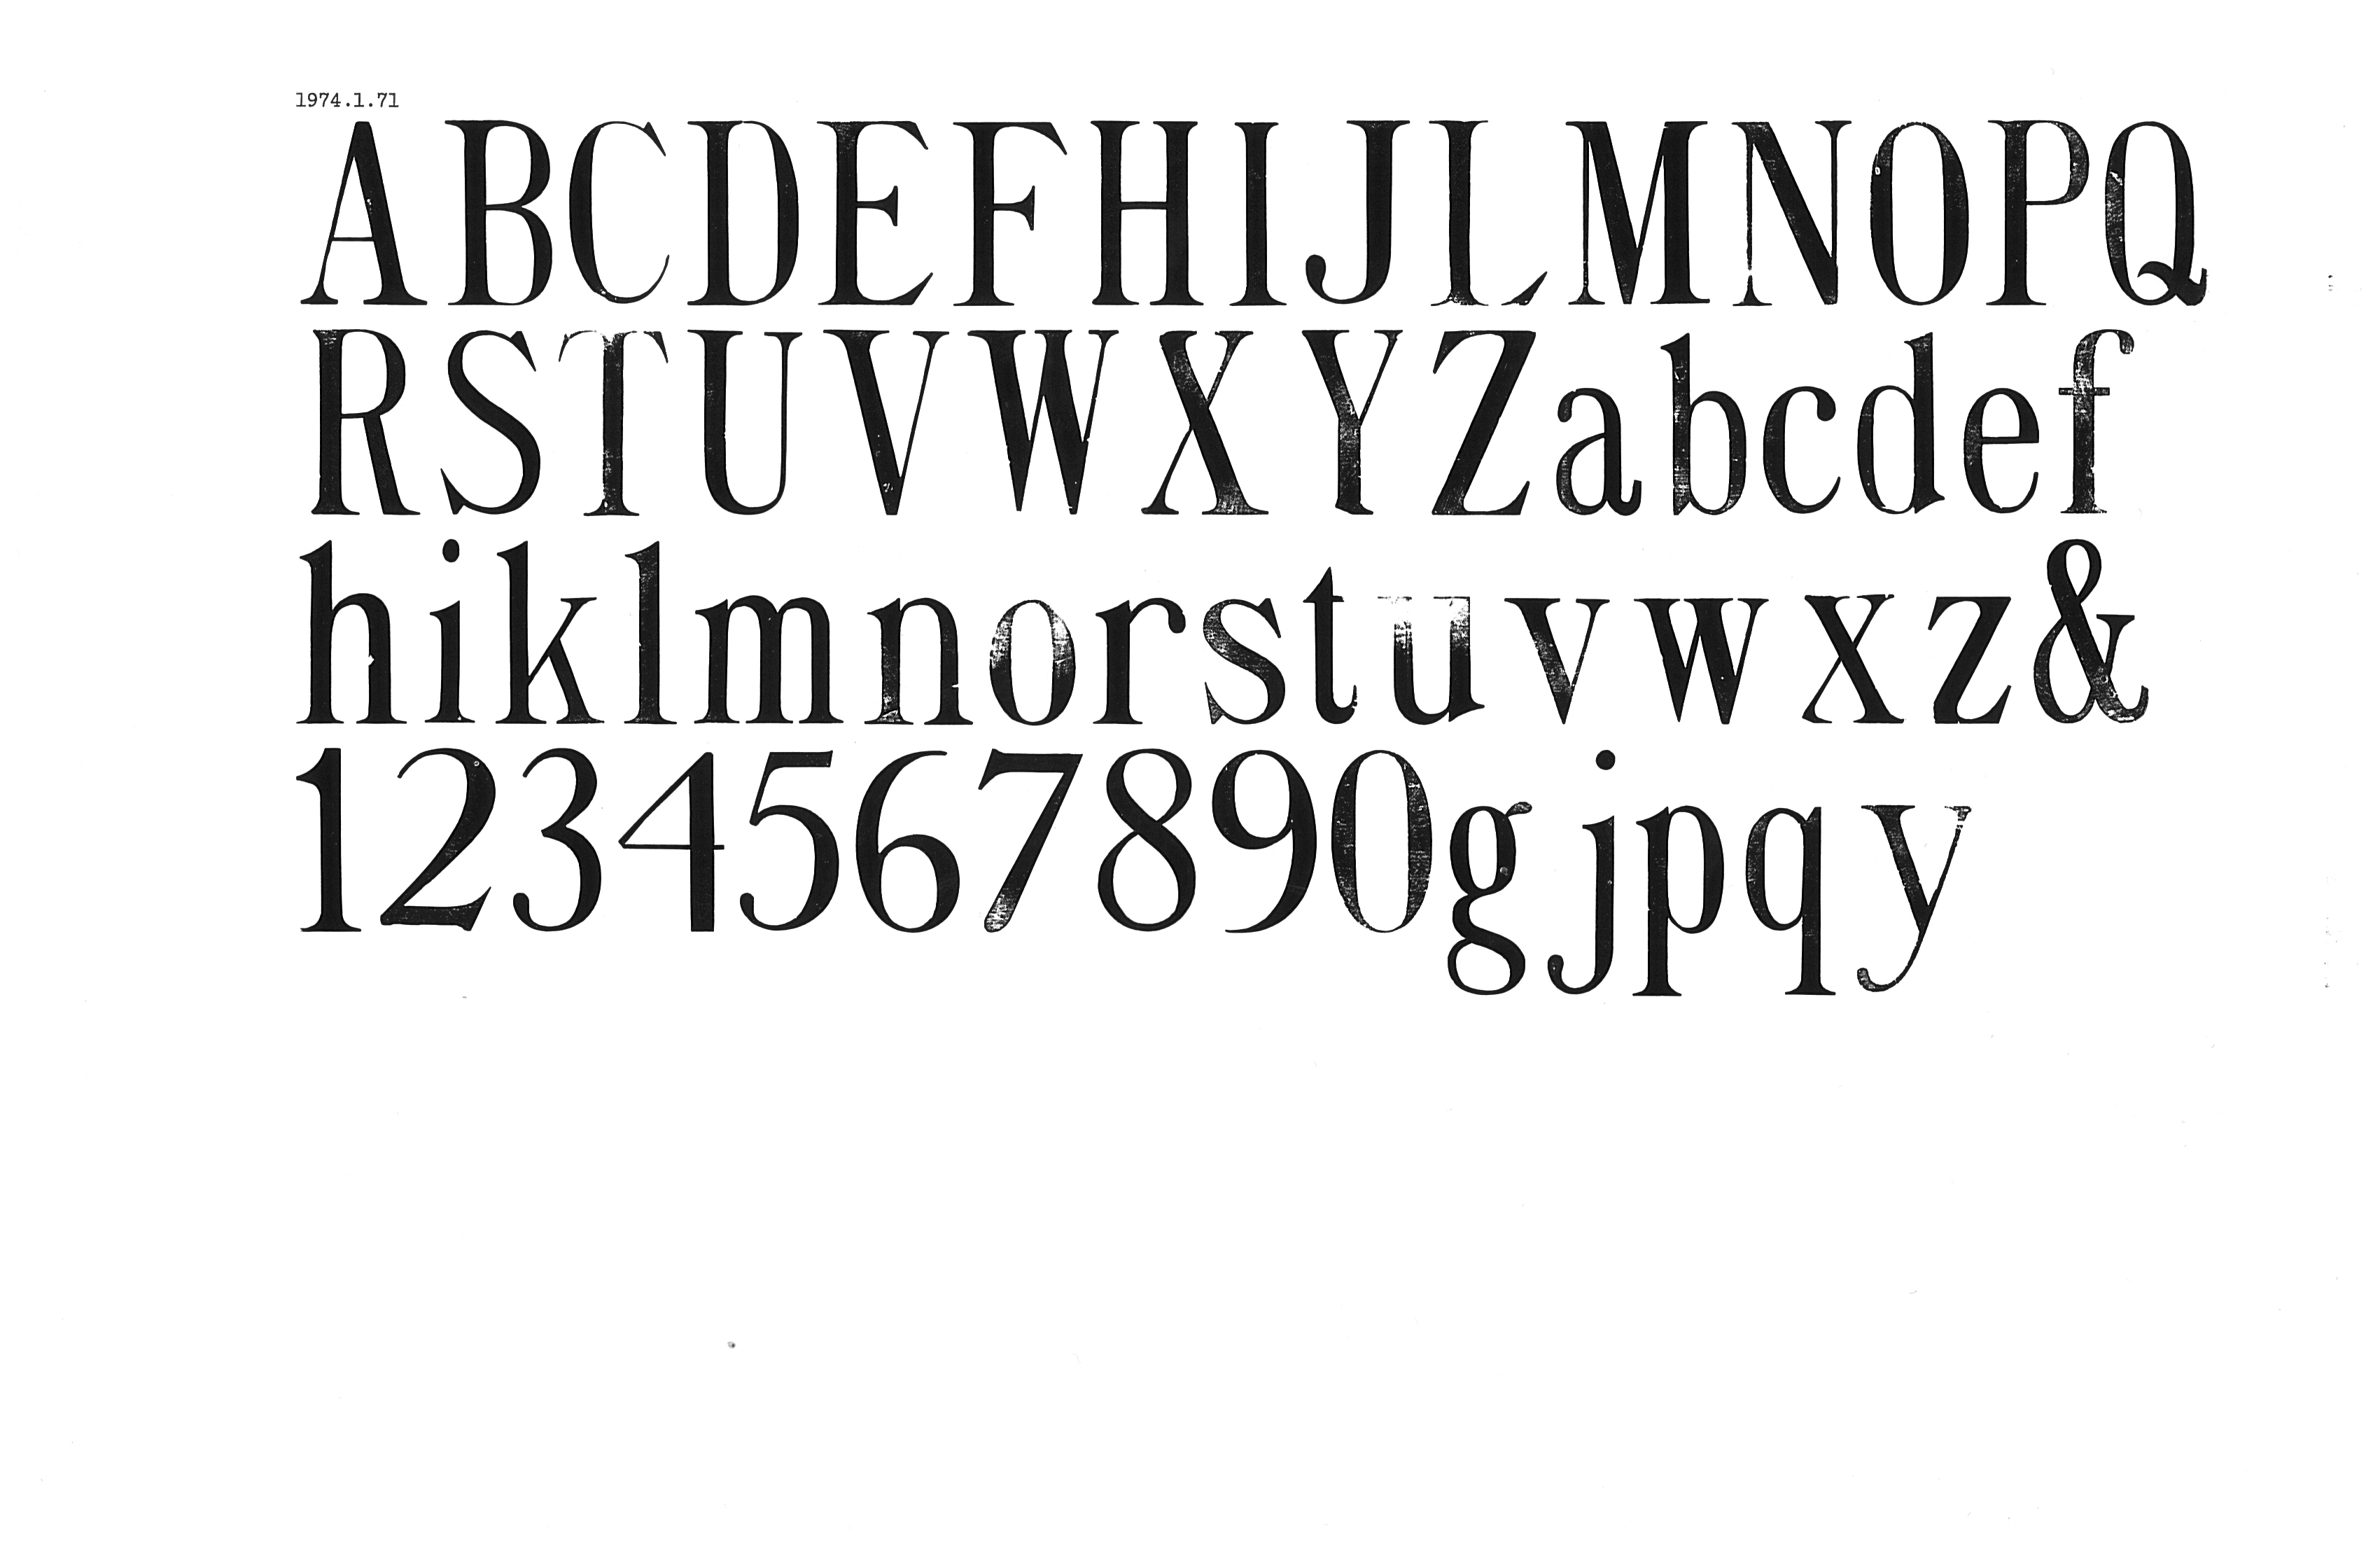 1974.1.71
ABCDEFHIJLMNOPQ
RSTUVWXYZabcdef
hiklmnorstuvwxz&
1234567890gjpqy